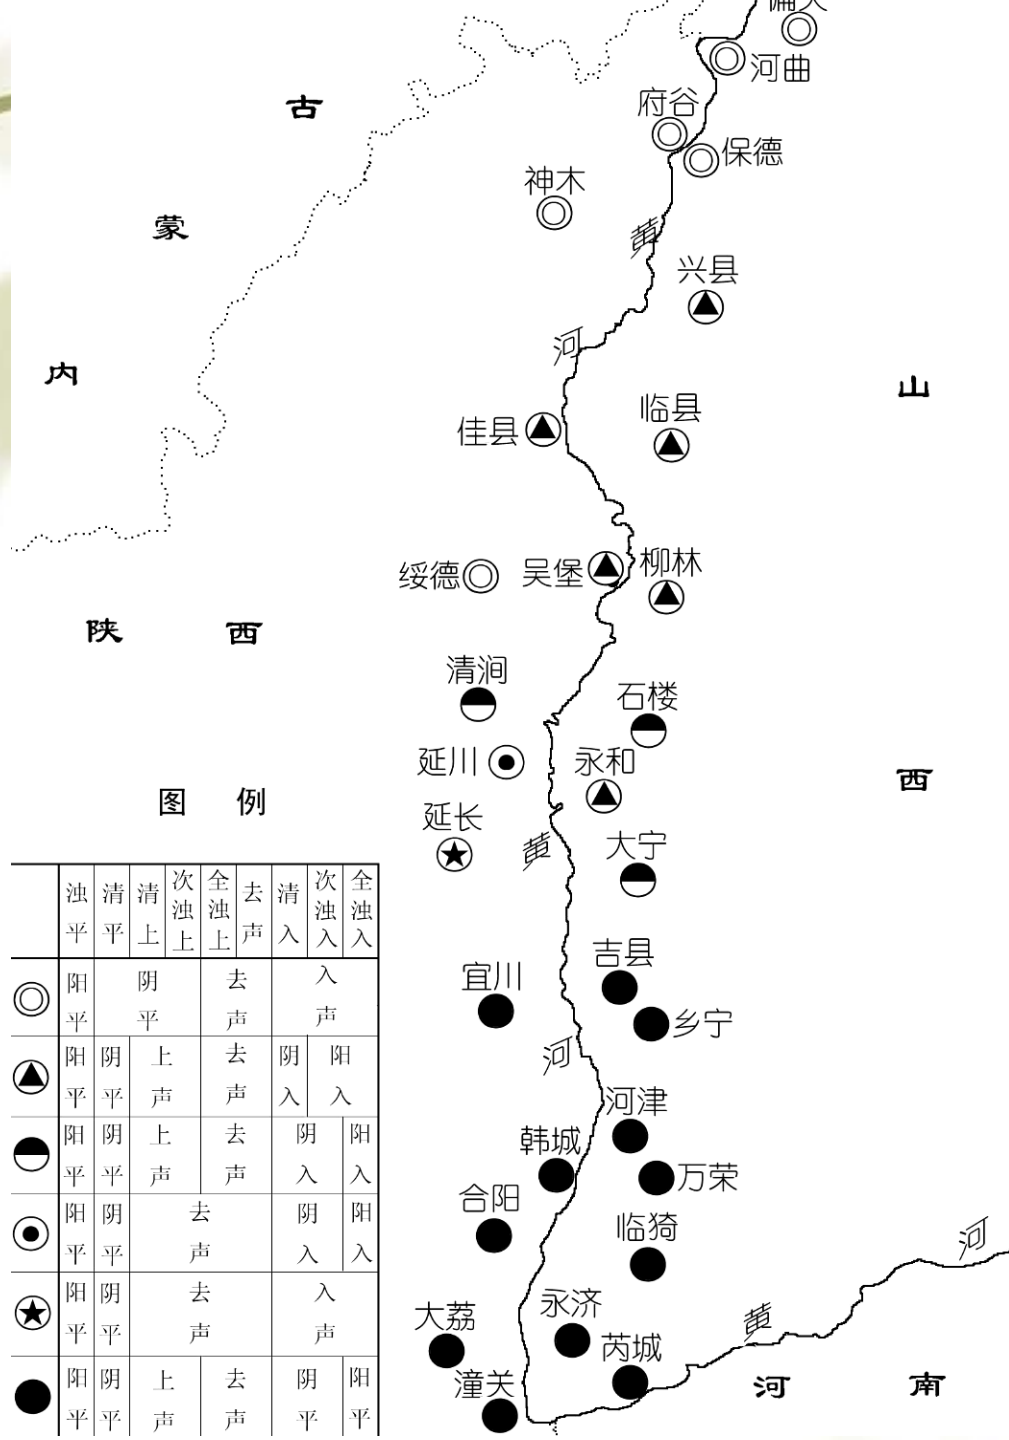 偏关
河曲
古
府谷
保德
神木
蒙
黄
兴县
河
内
山
临县
佳县
绥德
吴堡
柳林
陕 西
清涧
石楼
延川
永和
西
图 例
延长
黄
大宁
浊平 清平 清上 次浊上 全浊上 去声 清入 次浊入 全浊入
阳平 阴平 去声 入声
阳平 阴平 上声 去声 阴入 阳入
阳平 阴平 上声 去声 阴入 阳入
阳平 阴平 去声 阴入 阳入
阳平 阴平 去声 入声
阳平 阴平 上声 去声 阴平 阳平
吉县
宜川
乡宁
河
河津
韩城
万荣
合阳
临猗
河
永济
大荔
黄
芮城
潼关
河 南